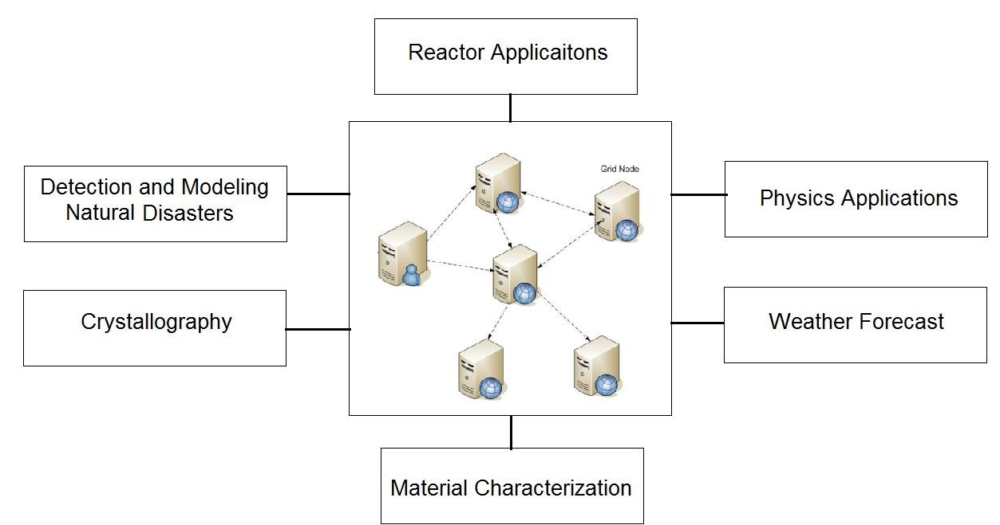 Reactor Applicaitons
Grid Node
Detection and Modeling
Natural Disasters
Physics Applications
Crystallography
Weather Forecast
Material Characterization